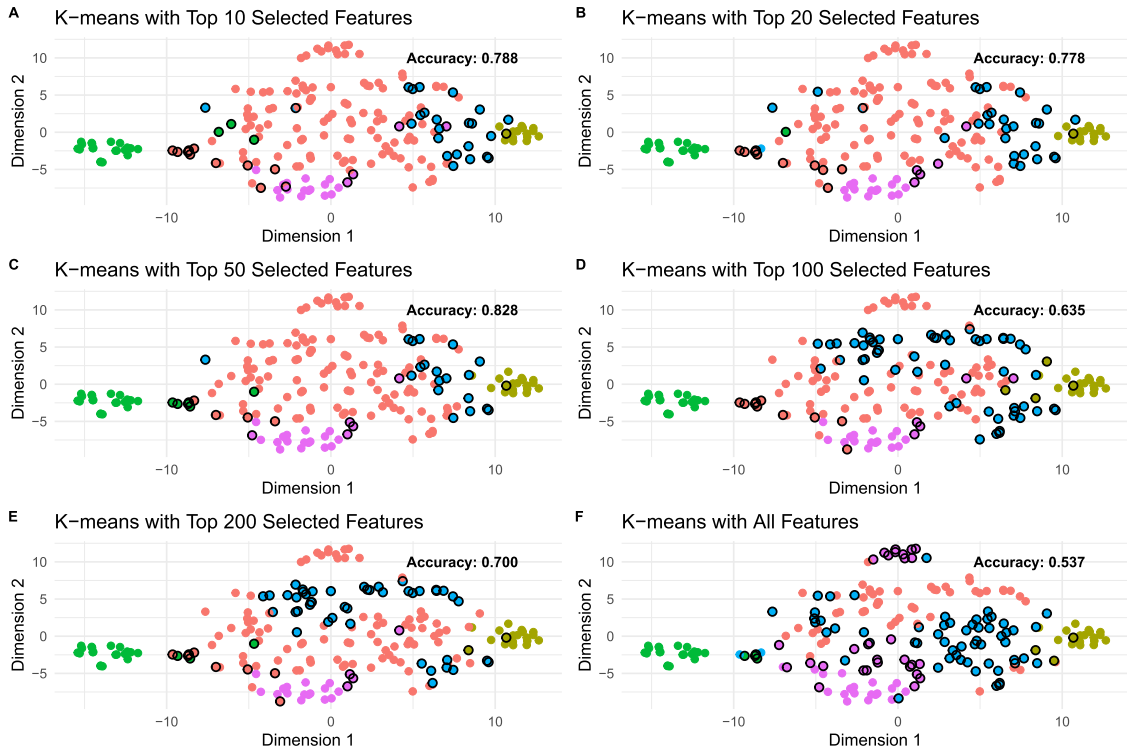 A
K−means with Top 10 Selected Features
Accuracy: 0.788
10
5
0
−5
−10
0
10
Dimension 1
Dimension 2
B
K−means with Top 20 Selected Features
Accuracy: 0.778
10
5
0
−5
−10
0
10
Dimension 1
Dimension 2
C
K−means with Top 50 Selected Features
Accuracy: 0.828
10
5
0
−5
−10
0
10
Dimension 1
Dimension 2
D
K−means with Top 100 Selected Features
Accuracy: 0.635
10
5
0
−5
−10
0
10
Dimension 1
Dimension 2
E
K−means with Top 200 Selected Features
Accuracy: 0.700
10
5
0
−5
−10
0
10
Dimension 1
Dimension 2
F
K−means with All Features
Accuracy: 0.537
10
5
0
−5
−10
0
10
Dimension 1
Dimension 2